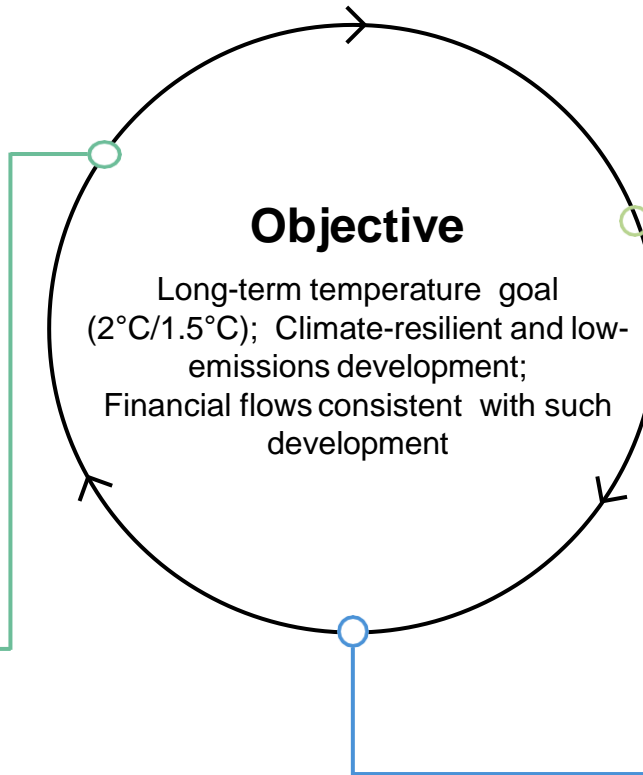 Objective
Long-term temperature goal
(2°C/1.5°C); Climate-resilient and low-
emissions development;
Financial flows consistent with such
development